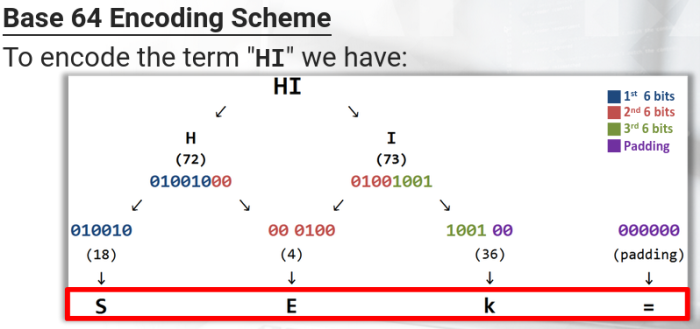 Base 64 Encoding Scheme
To encode the term "HI" we have:
HI
1st 6 bits
2nd 6 bits
3rd 6 bits
Padding
↙ ↘
H I
(72) (73)
01001000 01001001
↙ ↘ ↙ ↘
010010 00 0100 1001 00 000000
(18) (4) (36) (padding)
↓ ↓ ↓ ↓
S E k =